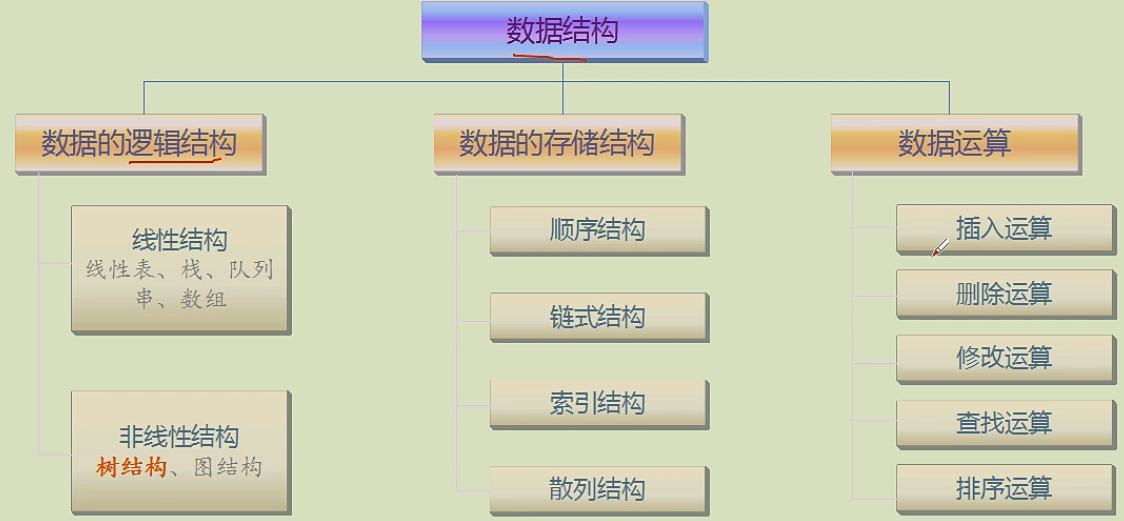 数据结构
数据的逻辑结构
线性结构
线性表、栈、队列
串、数组
非线性结构
树结构、图结构
数据的存储结构
顺序结构
链式结构
索引结构
散列结构
数据运算
插入运算
删除运算
修改运算
查找运算
排序运算